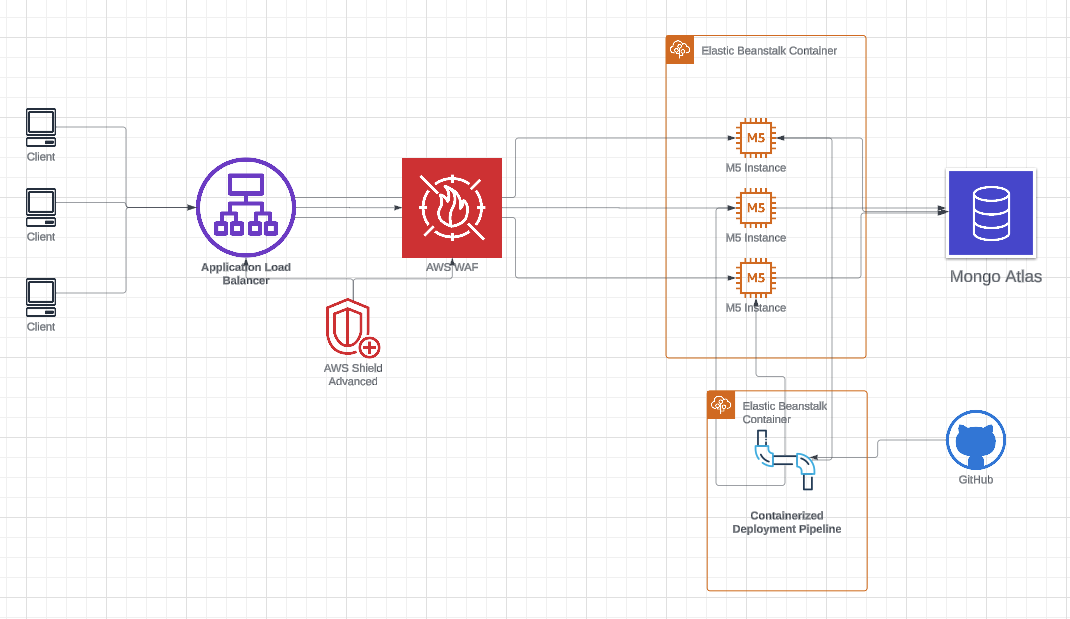 Elastic Beanstalk Container
Client
Client
Client
Application Load
Balancer
AWS WAF
AWS Shield
Advanced
M5
M5 Instance
M5
M5 Instance
M5
M5 Instance
Mongo Atlas
Elastic Beanstalk
Container
Containerized
Deployment Pipeline
GitHub